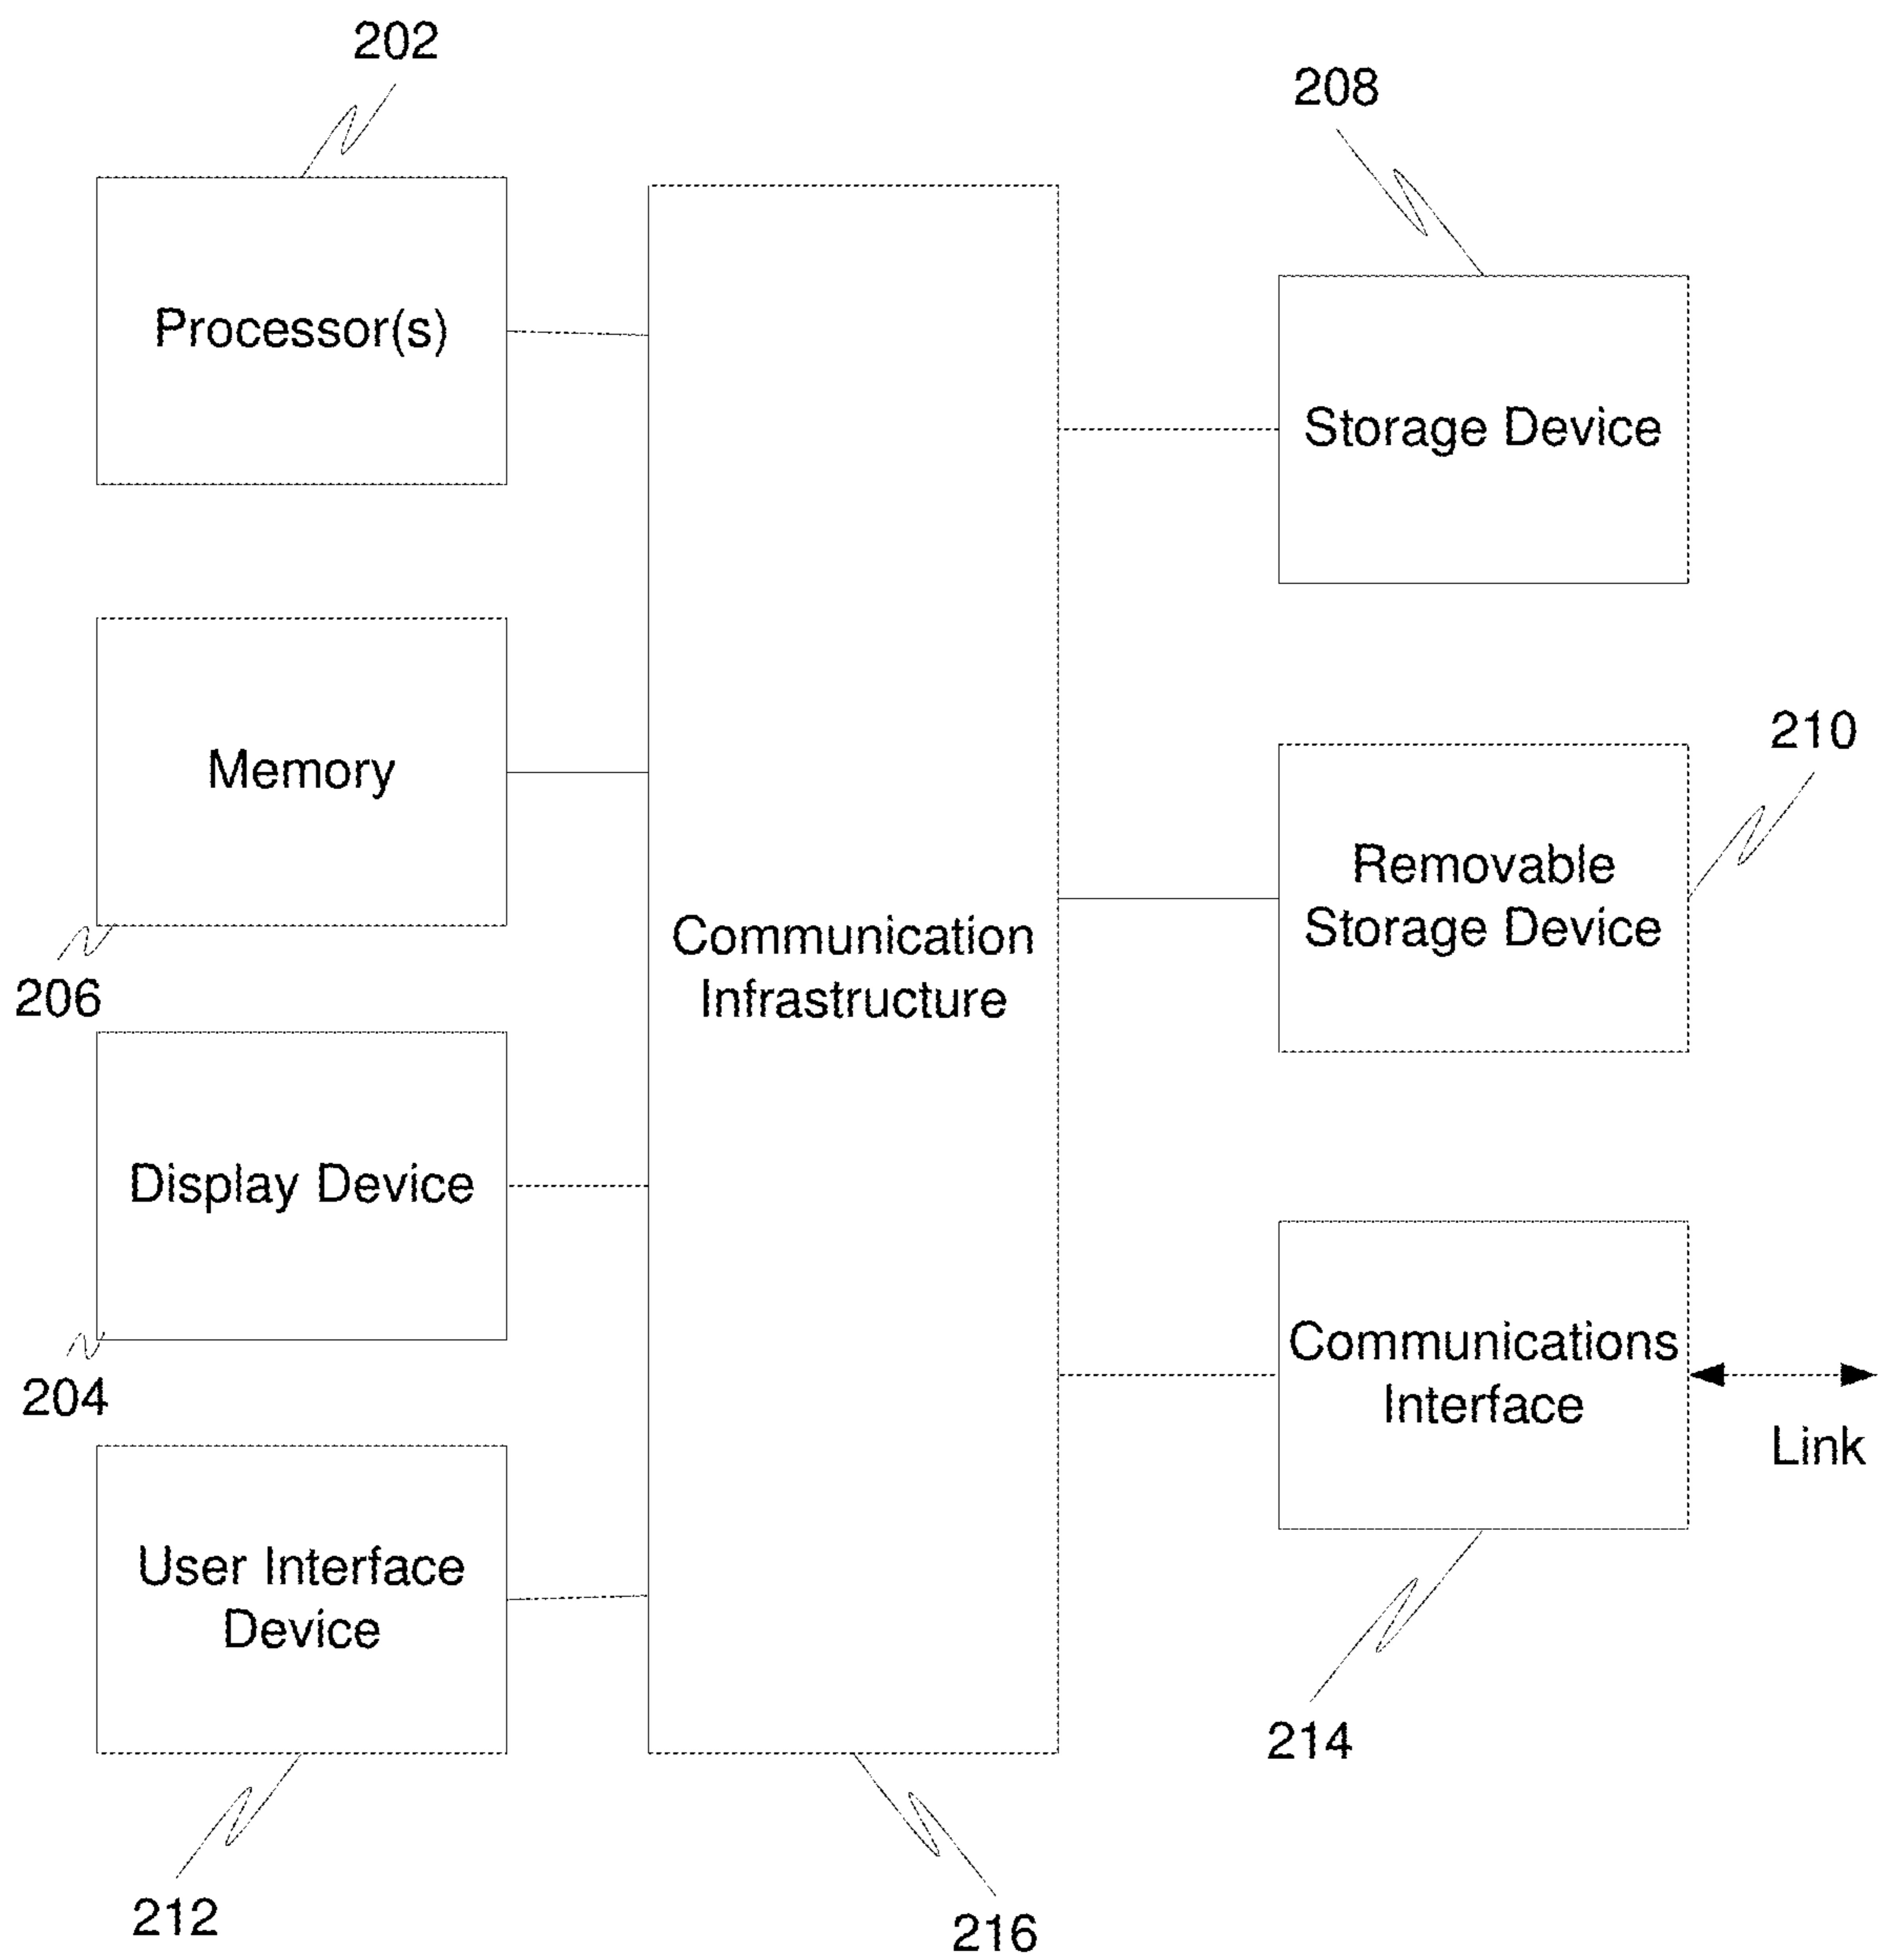 202
208
Processor(s)
Storage Device
Memory
210
Removable
Storage Device
206
Communication
Infrastructure
Display Device
204
Communications
Interface
Link
User Interface
Device
214
212
216